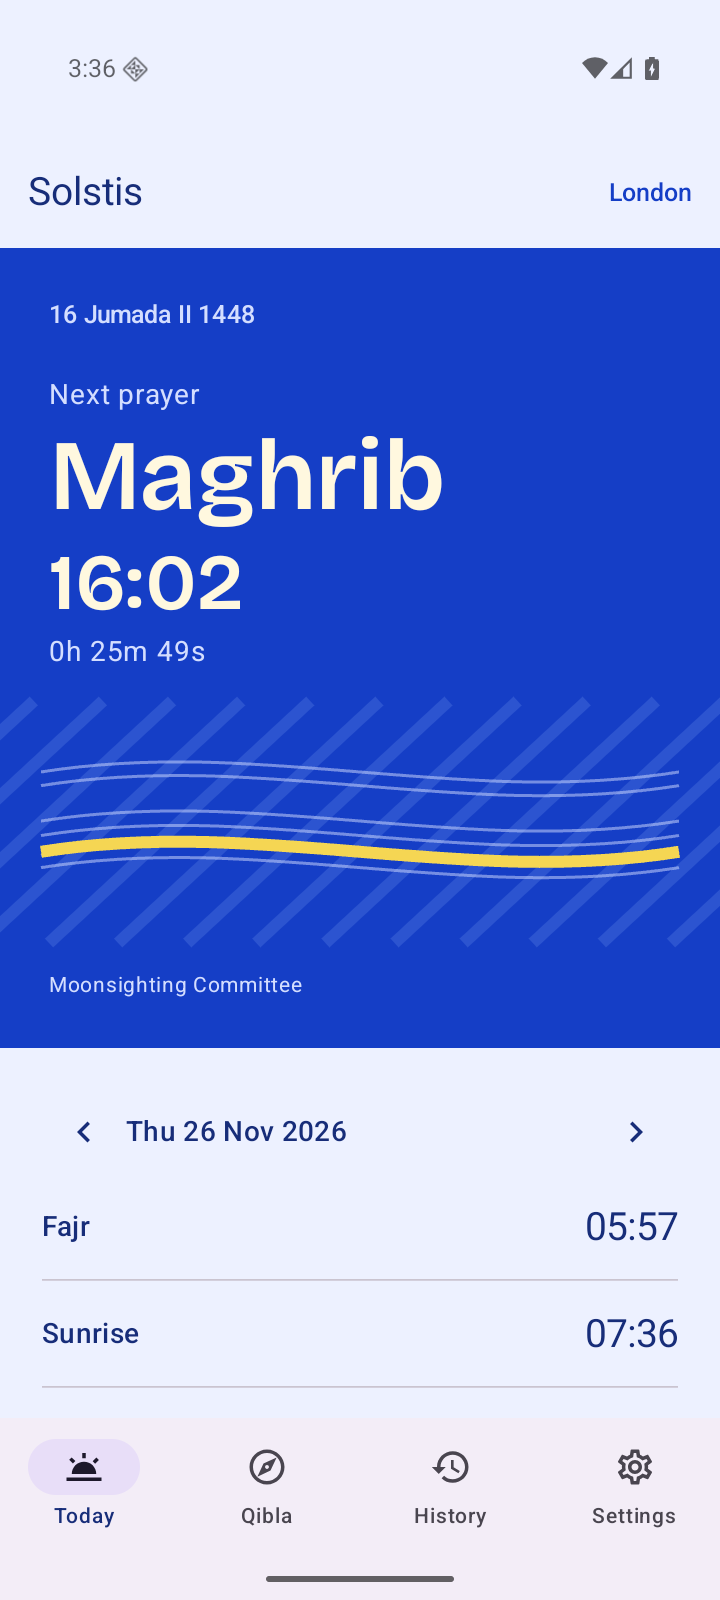 3:36
Solstis
London
16 Jumada II 1448
Next prayer
Maghrib
16:02
0h 25m 49s
Moonsighting Committee
Thu 26 Nov 2026
Fajr 05:57
Sunrise 07:36
Today Qibla History Settings